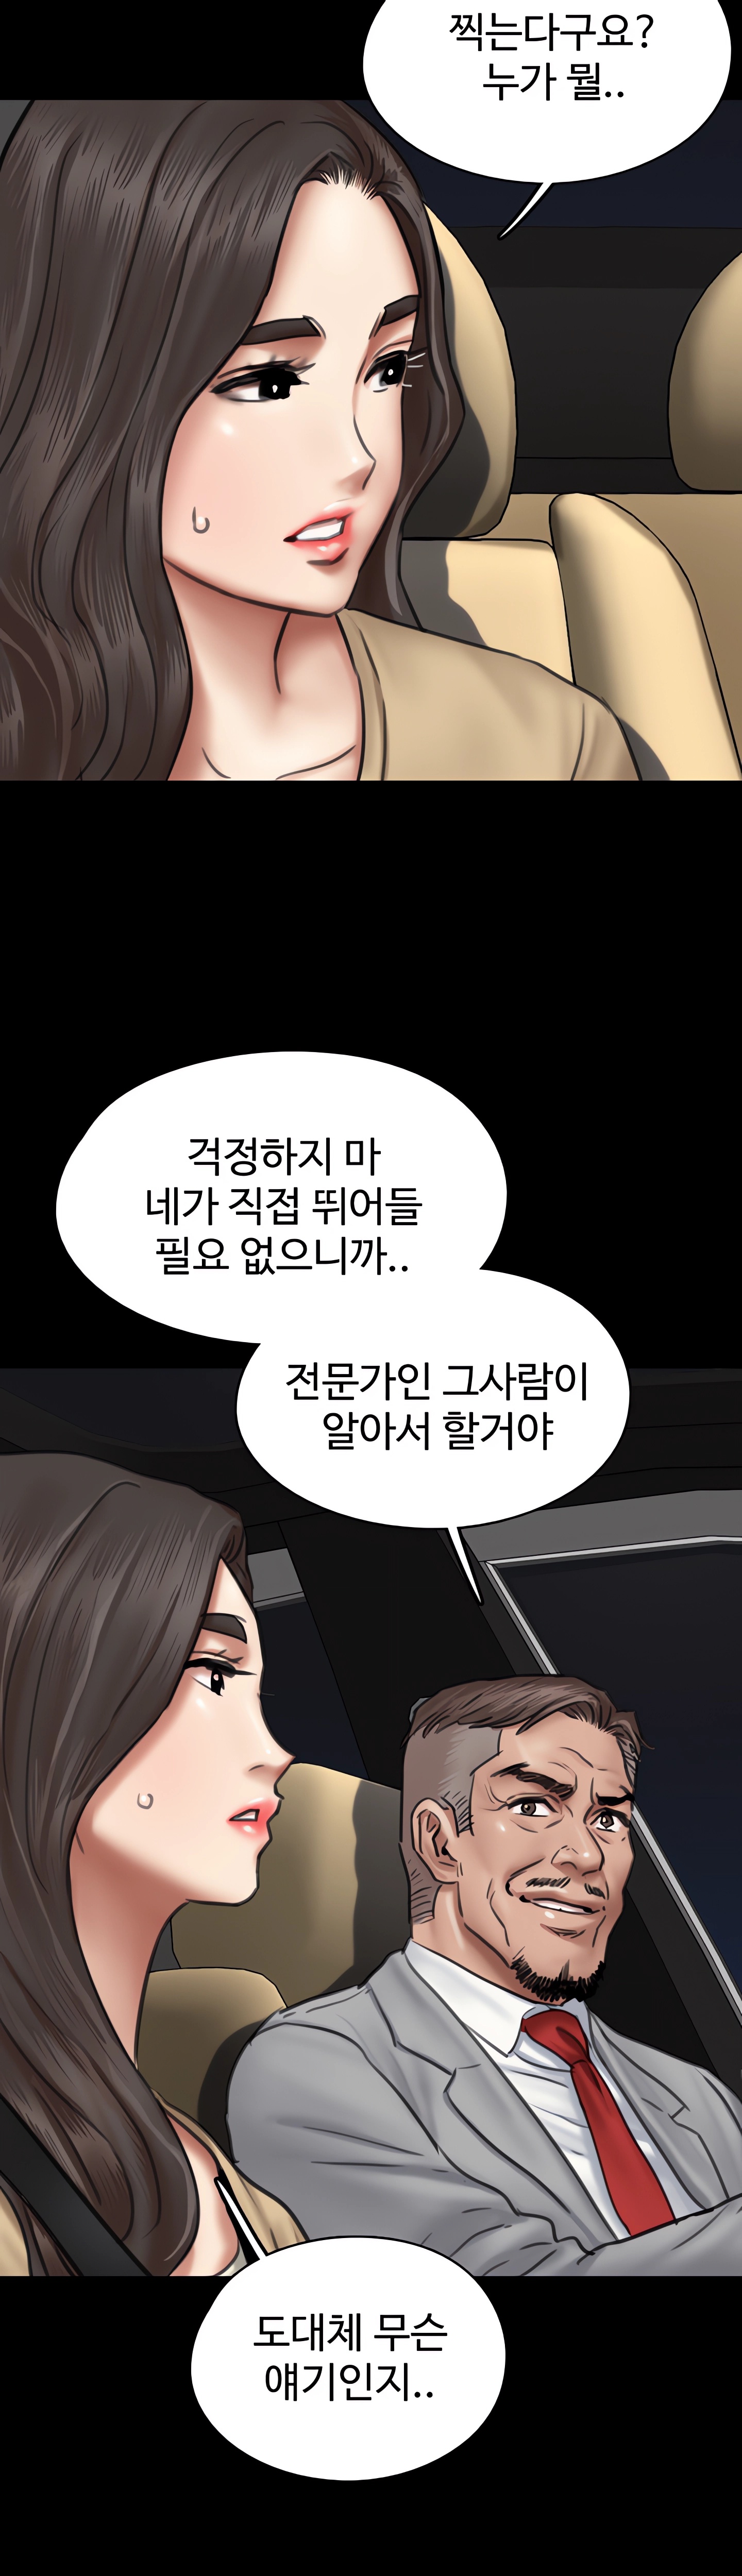 찍는다구요?
누가 뭘..
걱정하지 마
네가 직접 뛰어들
필요 없으니까..
전문가인 그사람이
알아서 할거야
도대체 무슨
얘기인지..